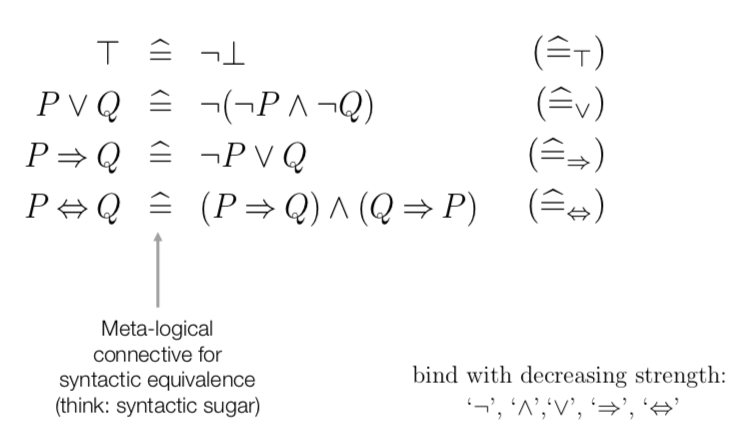 ⊤ ≙ ¬⊥ (≙⊤)
P ∨ Q ≙ ¬(¬P ∧ ¬Q) (≙∨)
P ⇒ Q ≙ ¬P ∨ Q (≙⇒)
P ⇔ Q ≙ (P ⇒ Q) ∧ (Q ⇒ P) (≙⇔)
Meta-logical
connective for
syntactic equivalence
(think: syntactic sugar)
bind with decreasing strength:
‘¬’, ‘∧’,‘∨’, ‘⇒’, ‘⇔’